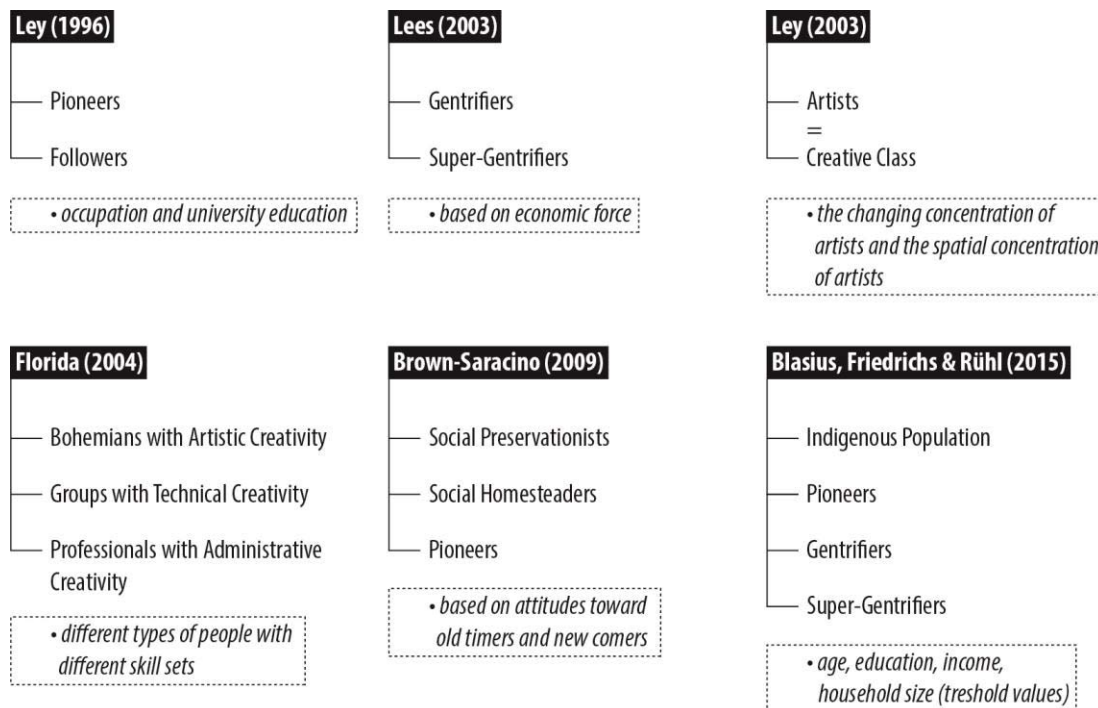 Ley (1996)
Pioneers
Followers
• occupation and university education
Lees (2003)
Gentrifiers
Super-Gentrifiers
• based on economic force
Ley (2003)
Artists
=
Creative Class
• the changing concentration of
artists and the spatial concentration
of artists
Florida (2004)
Bohemians with Artistic Creativity
Groups with Technical Creativity
Professionals with Administrative
Creativity
• different types of people with
different skill sets
Brown-Saracino (2009)
Social Preservationists
Social Homesteaders
Pioneers
• based on attitudes toward
old timers and new comers
Blasius, Friedrichs & Rühl (2015)
Indigenous Population
Pioneers
Gentrifiers
Super-Gentrifiers
• age, education, income,
household size (treshold values)